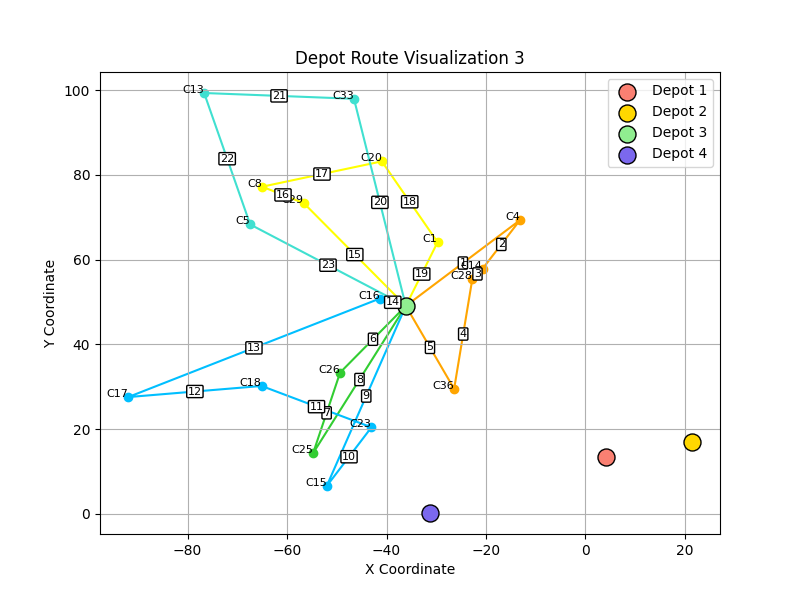 Depot Route Visualization 3
Depot 1
Depot 2
Depot 3
Depot 4
Y Coordinate
100
80
60
40
20
0
C13
21
C33
22
C20
17
C8
16
C29
20
18
C5
C4
C1
2
15
23
1
C14
19
C28
3
C16
14
6
4
13
5
C26
8
C18
C36
12
C17
9
11
7
C23
C25
10
C15
−80
−60
−40
−20
0
20
X Coordinate